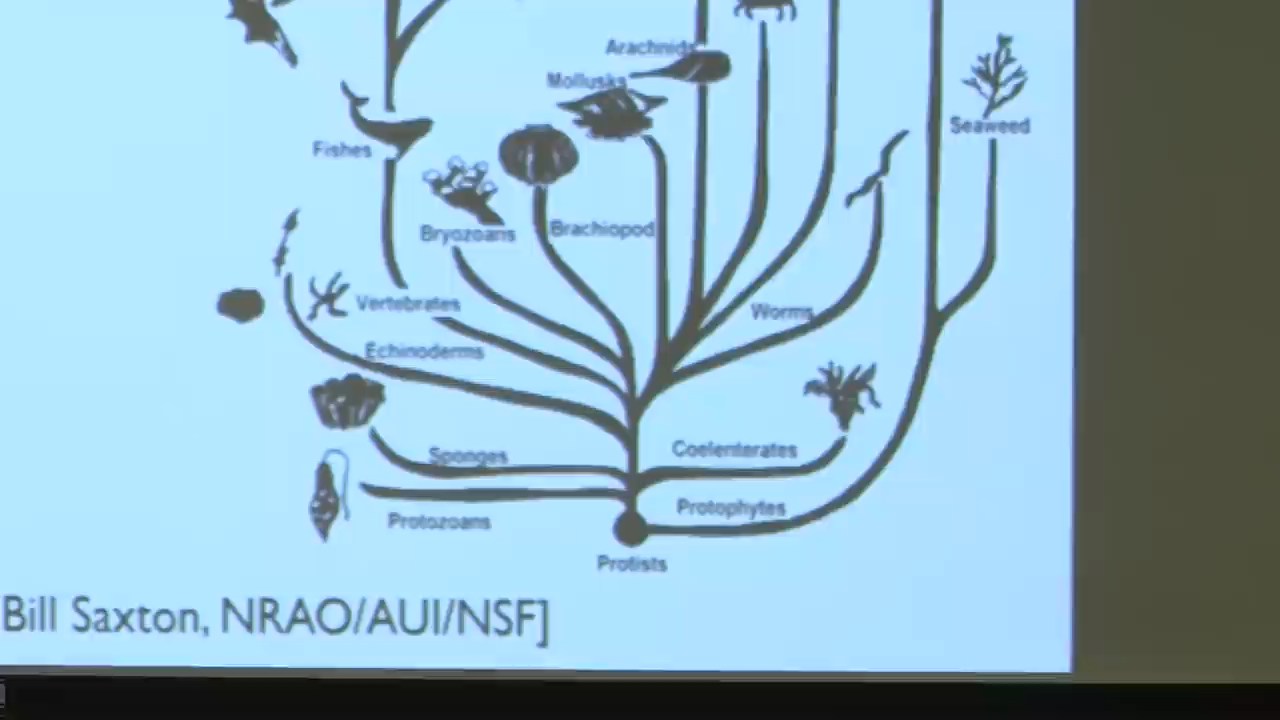 Arachnids
Mollusks
Seaweed
Fishes
Bryozoans
Brachiopod
Vertebrates
Worms
Echinoderms
Sponges
Coelenterates
Protozoans
Protophytes
Protists
Bill Saxton, NRAO/AUI/NSF]